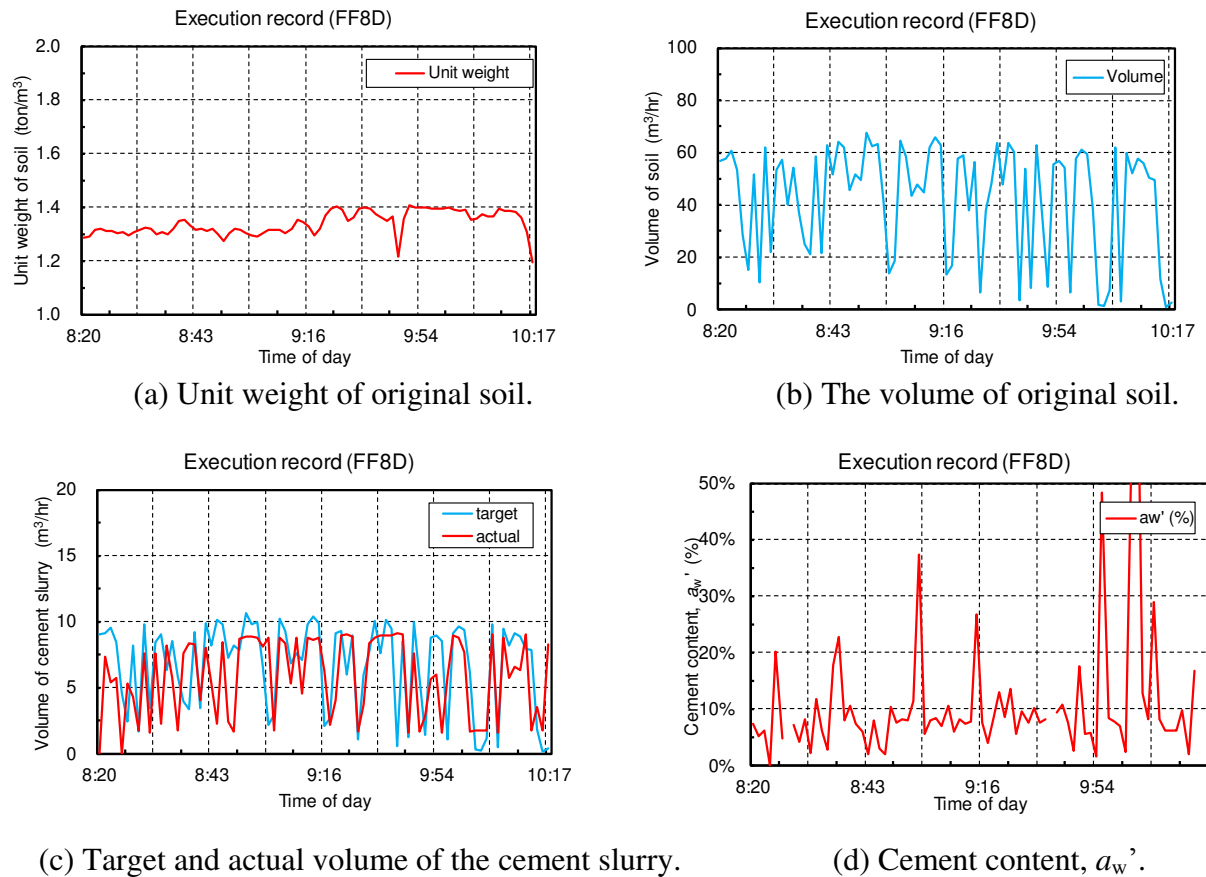 Execution record (FF8D)
2.0
1.8
1.6
1.4
1.2
1.0
Unit weight of soil (ton/m³)
Unit weight
8:20 8:43 9:16 9:54 10:17
Time of day
(a) Unit weight of original soil.
Execution record (FF8D)
100
80
60
40
20
0
Volume of soil (m³/hr)
Volume
8:20 8:43 9:16 9:54 10:17
Time of day
(b) The volume of original soil.
Execution record (FF8D)
20
15
10
5
0
Volume of cement slurry (m³/hr)
target
actual
8:20 8:43 9:16 9:54 10:17
Time of day
(c) Target and actual volume of the cement slurry.
Execution record (FF8D)
50%
40%
30%
20%
10%
0%
Cement content, aw' (%)
aw' (%)
8:20 8:43 9:16 9:54
Time of day
(d) Cement content, aw'.